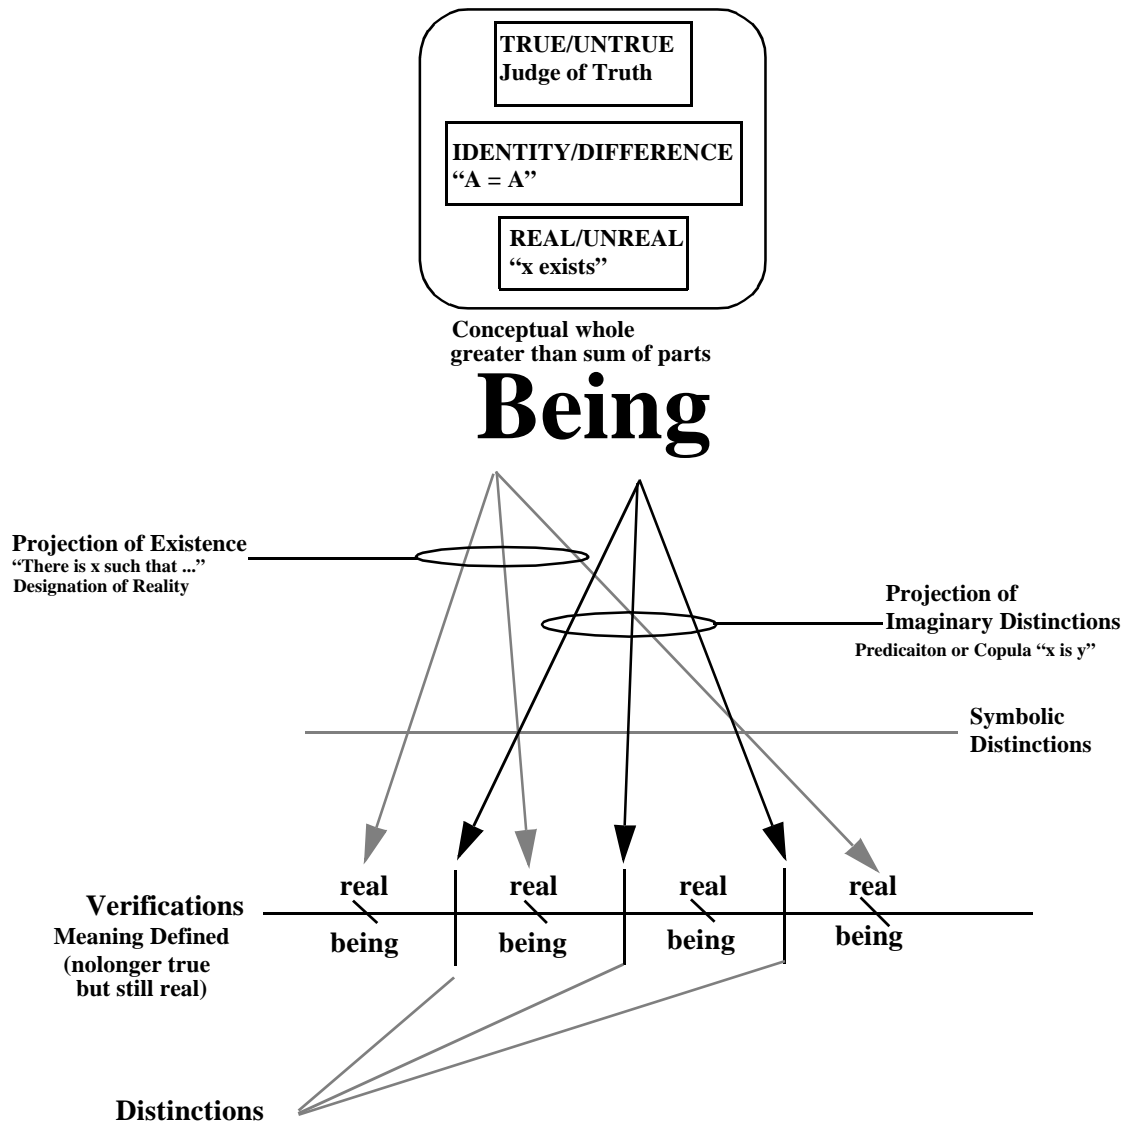 TRUE/UNTRUE
Judge of Truth
IDENTITY/DIFFERENCE
“A = A”
REAL/UNREAL
“x exists”
Conceptual whole
greater than sum of parts
Being
Projection of Existence
“There is x such that ...”
Designation of Reality
Projection of
Imaginary Distinctions
Predicaiton or Copula “x is y”
Symbolic
Distinctions
real real real real
Verifications
being being being being
Meaning Defined
(nolonger true
but still real)
Distinctions